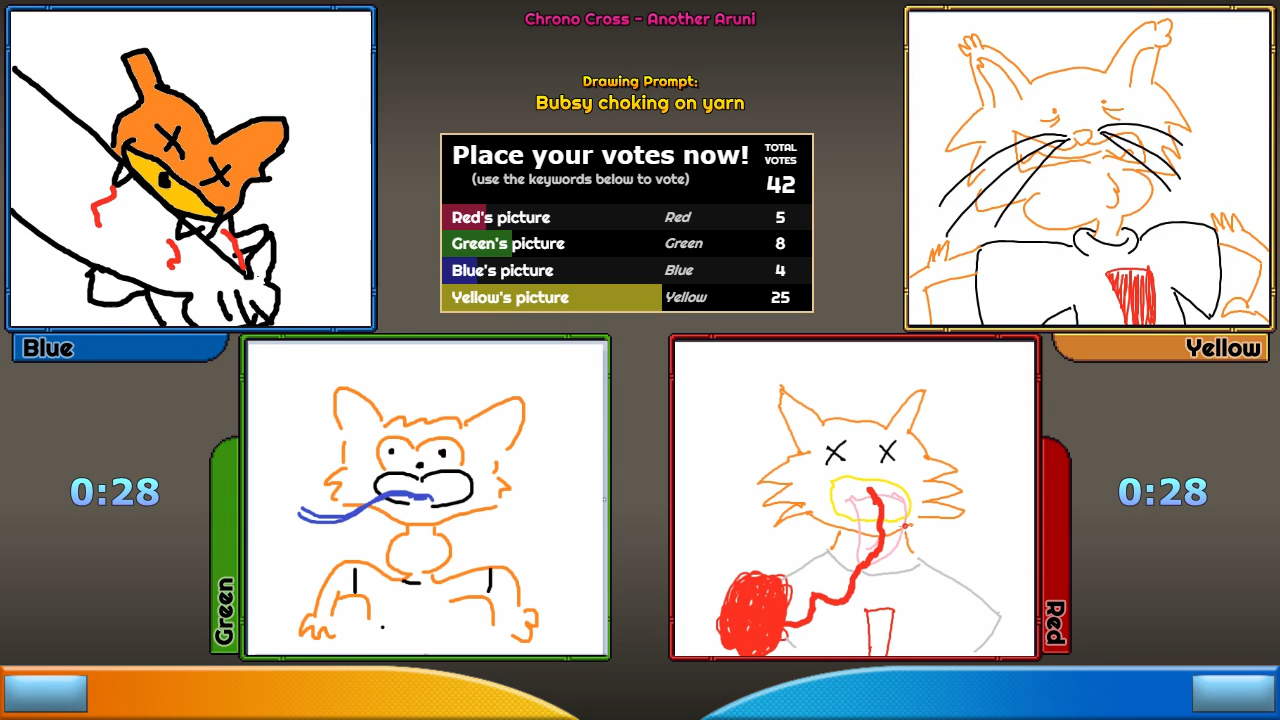 Chrono Cross - Another Aruni
Drawing Prompt:
Bubsy choking on yarn
Place your votes now!
(use the keywords below to vote)
TOTAL
VOTES
42
Red's picture Red 5
Green's picture Green 8
Blue's picture Blue 4
Yellow's picture Yellow 25
Blue
Yellow
0:28
0:28
Green
Red